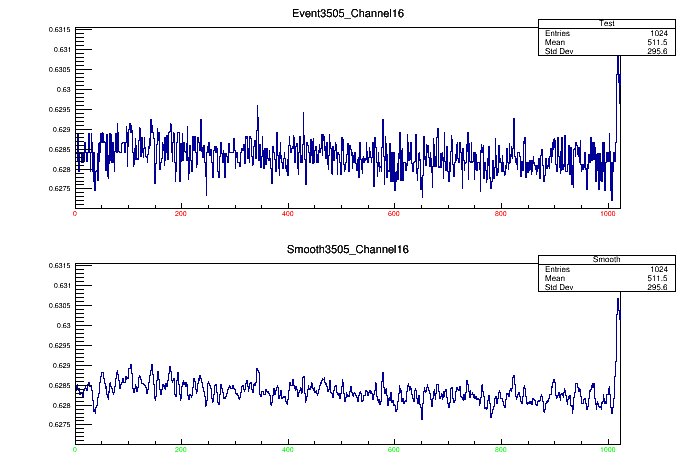 Event3505_Channel16
Test
Entries 1024
Mean 511.5
Std Dev 295.6
0.6315
0.631
0.6305
0.63
0.6295
0.629
0.6285
0.628
0.6275
0 200 400 600 800 1000
Smooth3505_Channel16
Smooth
Entries 1024
Mean 511.5
Std Dev 295.6
0.6315
0.631
0.6305
0.63
0.6295
0.629
0.6285
0.628
0.6275
0 200 400 600 800 1000